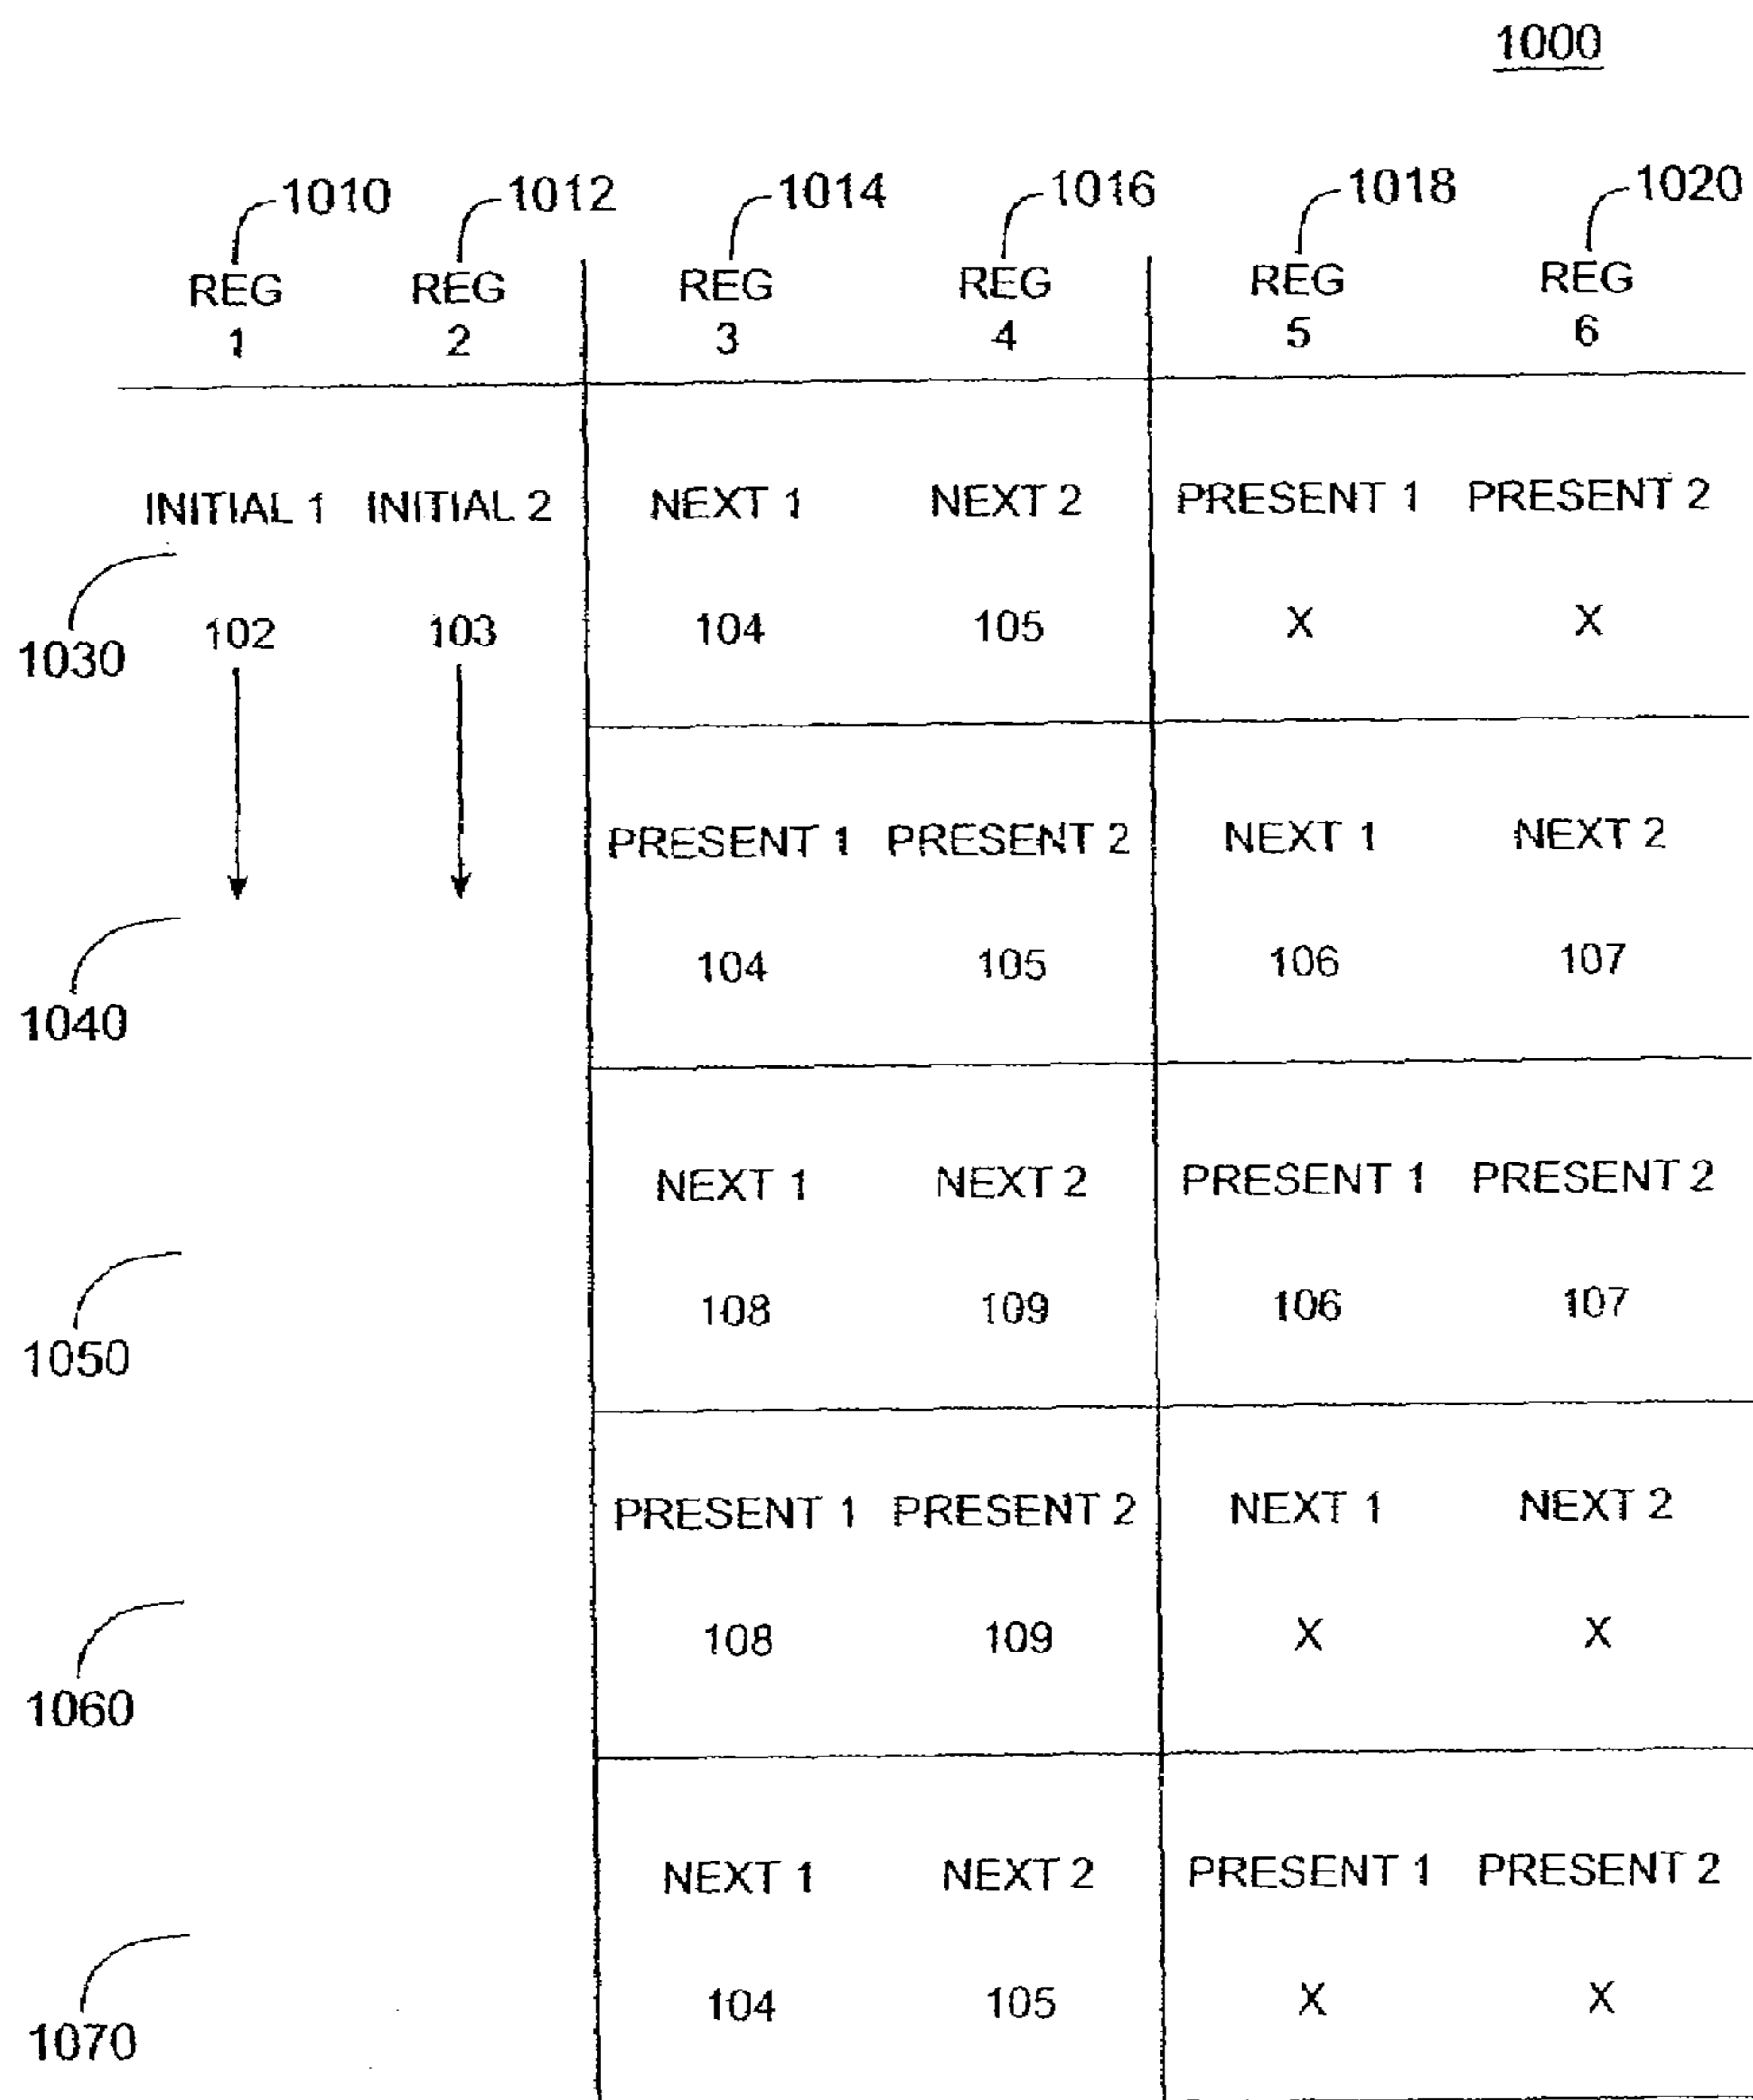 1000
1010 1012 1014 1016 1018 1020
REG REG REG REG REG REG
1 2 3 4 5 6
INITIAL 1 INITIAL 2 NEXT 1 NEXT 2 PRESENT 1 PRESENT 2
1030 102 103 104 105 X X
PRESENT 1 PRESENT 2 NEXT 1 NEXT 2
1040 104 105 106 107
NEXT 1 NEXT 2 PRESENT 1 PRESENT 2
1050 108 109 106 107
PRESENT 1 PRESENT 2 NEXT 1 NEXT 2
1060 108 109 X X
NEXT 1 NEXT 2 PRESENT 1 PRESENT 2
1070 104 105 X X